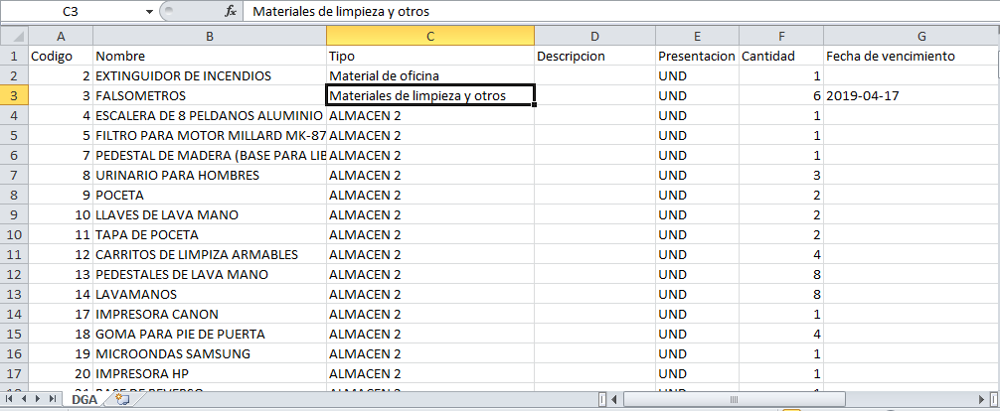 C3 fx Materiales de limpieza y otros
A B C D E F G
1 Codigo Nombre Tipo Descripcion Presentacion Cantidad Fecha de vencimiento
2 2 EXTINGUIDOR DE INCENDIOS Material de oficina UND 1
3 3 FALSOMETROS Materiales de limpieza y otros UND 6 2019-04-17
4 4 ESCALERA DE 8 PELDANOS ALUMINIO ALMACEN 2 UND 1
5 5 FILTRO PARA MOTOR MILLARD MK-87 ALMACEN 2 UND 1
6 7 PEDESTAL DE MADERA (BASE PARA LIB ALMACEN 2 UND 1
7 8 URINARIO PARA HOMBRES ALMACEN 2 UND 3
8 9 POCETA ALMACEN 2 UND 2
9 10 LLAVES DE LAVA MANO ALMACEN 2 UND 2
10 11 TAPA DE POCETA ALMACEN 2 UND 2
11 12 CARRITOS DE LIMPIZA ARMABLES ALMACEN 2 UND 4
12 13 PEDESTALES DE LAVA MANO ALMACEN 2 UND 8
13 14 LAVAMANOS ALMACEN 2 UND 8
14 17 IMPRESORA CANON ALMACEN 2 UND 1
15 18 GOMA PARA PIE DE PUERTA ALMACEN 2 UND 4
16 19 MICROONDAS SAMSUNG ALMACEN 2 UND 1
17 20 IMPRESORA HP ALMACEN 2 UND 1
DGA